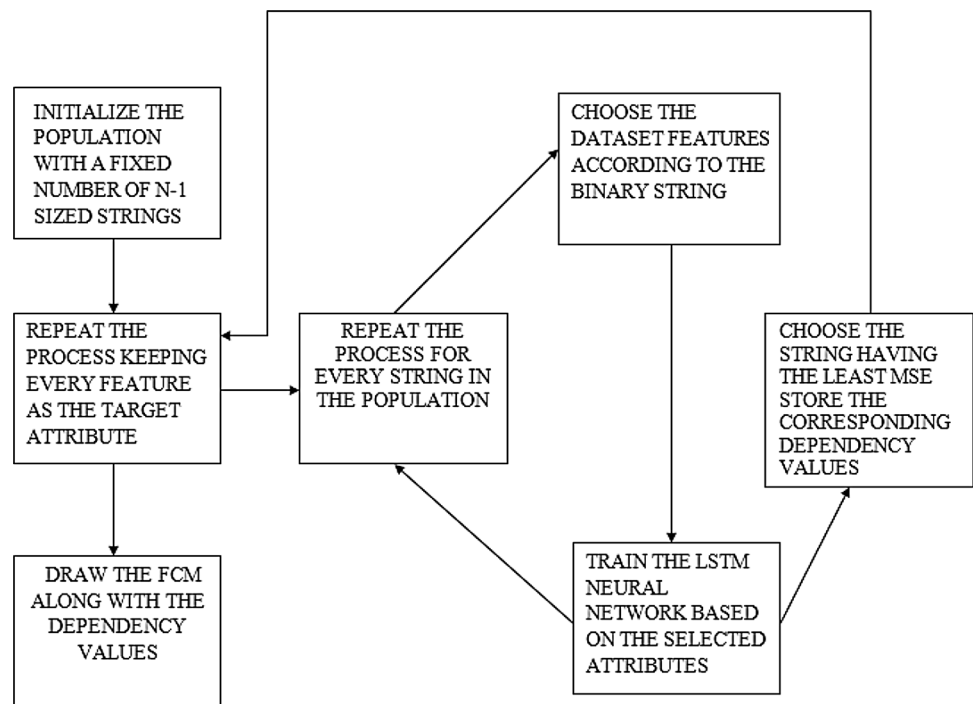 INITIALIZE THE
POPULATION
WITH A FIXED
NUMBER OF N-1
SIZED STRINGS
REPEAT THE
PROCESS KEEPING
EVERY FEATURE
AS THE TARGET
ATTRIBUTE
DRAW THE FCM
ALONG WITH THE
DEPENDENCY
VALUES
REPEAT THE
PROCESS FOR
EVERY STRING IN
THE POPULATION
CHOOSE THE
DATASET FEATURES
ACCORDING TO THE
BINARY STRING
TRAIN THE LSTM
NEURAL
NETWORK BASED
ON THE SELECTED
ATTRIBUTES
CHOOSE THE
STRING HAVING
THE LEAST MSE
STORE THE
CORRESPONDING
DEPENDENCY
VALUES